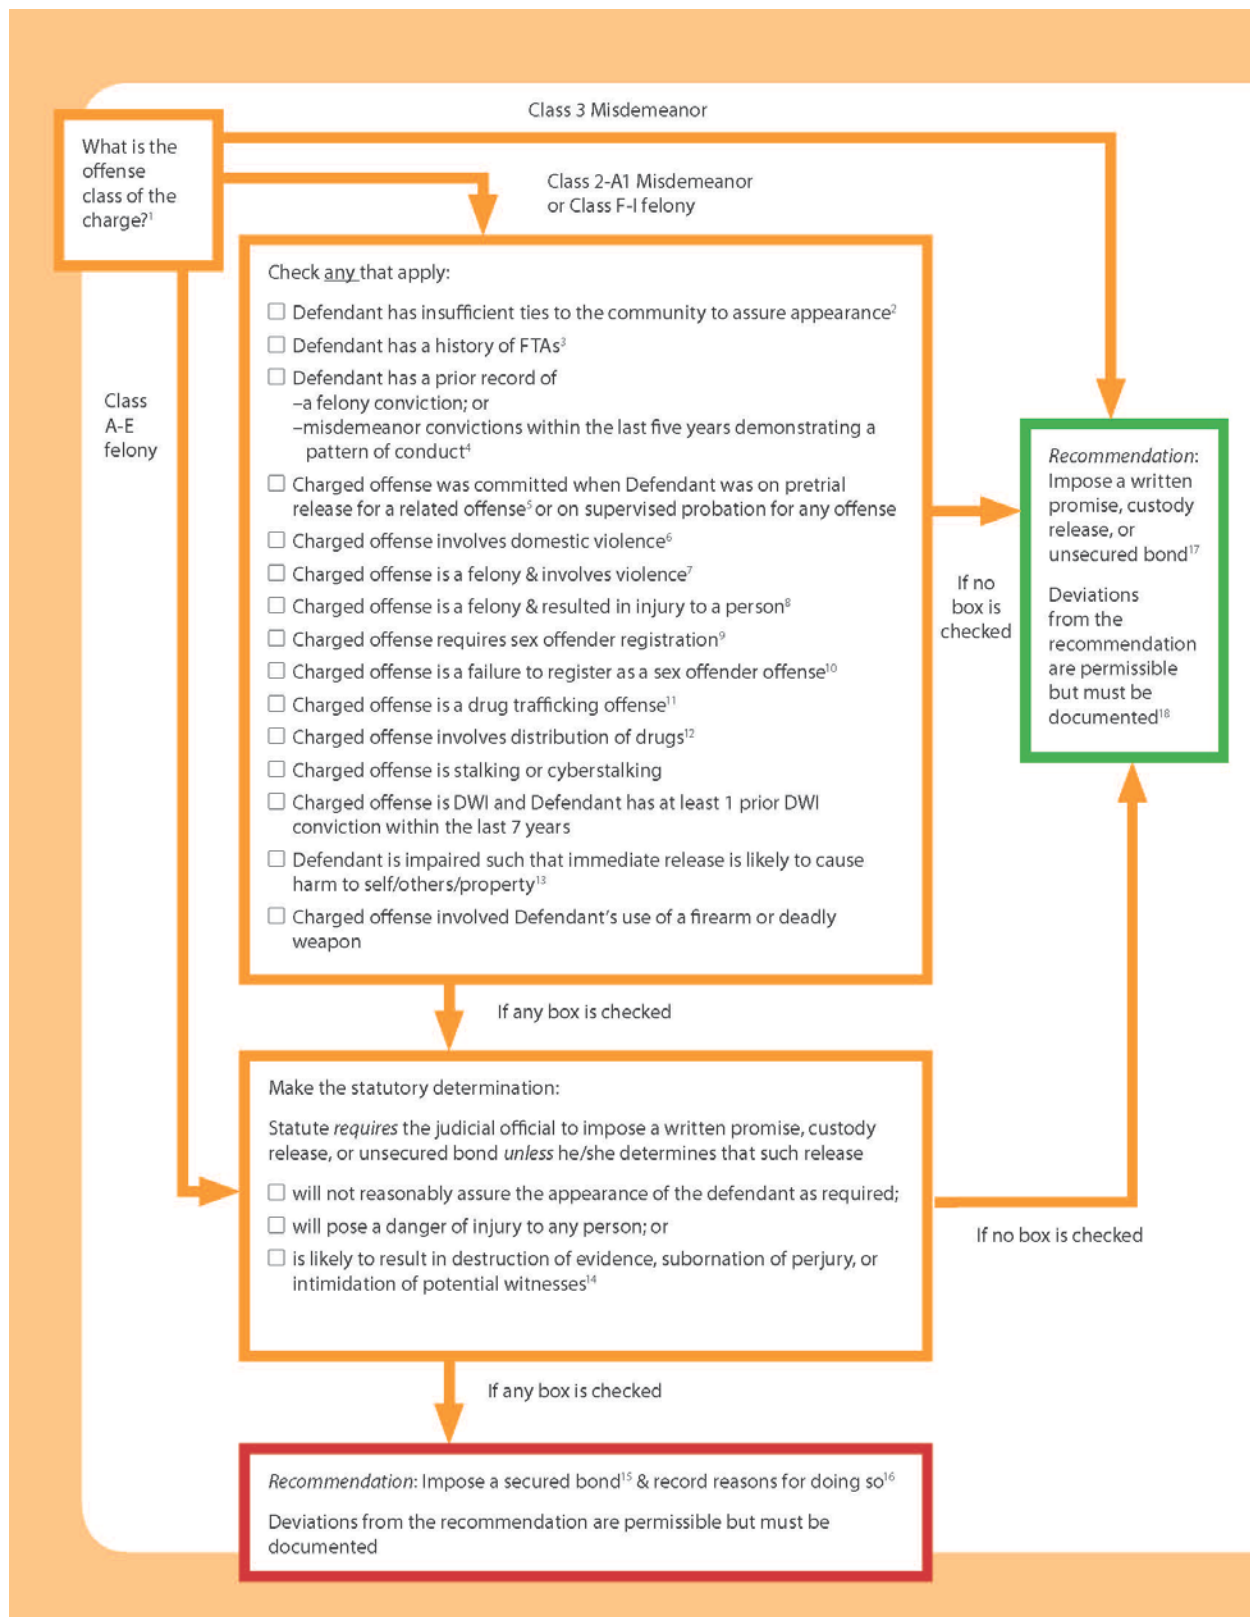 Class 3 Misdemeanor
What is the
offense
class of the
charge?¹
Class 2-A1 Misdemeanor
or Class F-I felony
Check any that apply:
☐ Defendant has insufficient ties to the community to assure appearance²
☐ Defendant has a history of FTAs³
☐ Defendant has a prior record of
–a felony conviction; or
–misdemeanor convictions within the last five years demonstrating a
pattern of conduct⁴
☐ Charged offense was committed when Defendant was on pretrial
release for a related offense⁵ or on supervised probation for any offense
☐ Charged offense involves domestic violence⁶
☐ Charged offense is a felony & involves violence⁷
☐ Charged offense is a felony & resulted in injury to a person⁸
☐ Charged offense requires sex offender registration⁹
☐ Charged offense is a failure to register as a sex offender offense¹⁰
☐ Charged offense is a drug trafficking offense¹¹
☐ Charged offense involves distribution of drugs¹²
☐ Charged offense is stalking or cyberstalking
☐ Charged offense is DWI and Defendant has at least 1 prior DWI
conviction within the last 7 years
☐ Defendant is impaired such that immediate release is likely to cause
harm to self/others/property¹³
☐ Charged offense involved Defendant's use of a firearm or deadly
weapon
Class
A-E
felony
If no
box is
checked
Recommendation:
Impose a written
promise, custody
release, or
unsecured bond¹⁷
Deviations
from the
recommendation
are permissible
but must be
documented¹⁸
If any box is checked
Make the statutory determination:
Statute requires the judicial official to impose a written promise, custody
release, or unsecured bond unless he/she determines that such release
☐ will not reasonably assure the appearance of the defendant as required;
☐ will pose a danger of injury to any person; or
☐ is likely to result in destruction of evidence, subornation of perjury, or
intimidation of potential witnesses¹⁴
If no box is checked
If any box is checked
Recommendation: Impose a secured bond¹⁵ & record reasons for doing so¹⁶
Deviations from the recommendation are permissible but must be
documented